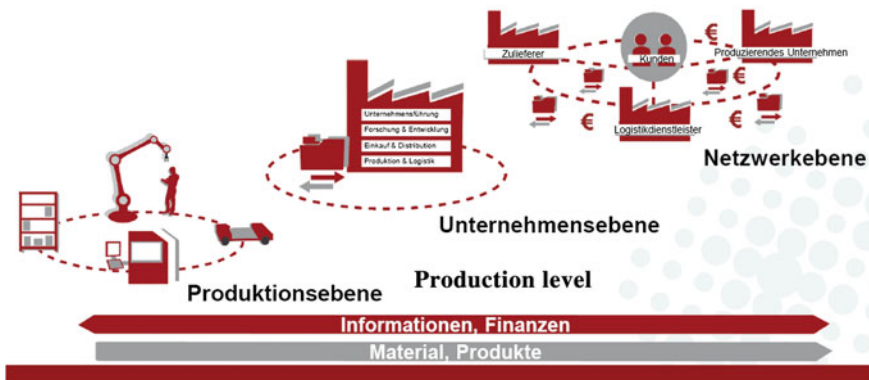 Zulieferer
Kunden
Produzierendes Unternehmen
Logistikdienstleister
Netzwerkebene
Unternehmensführung
Forschung & Entwicklung
Einkauf & Distribution
Produktion & Logistik
Unternehmensebene
Produktionsebene
Production level
Informationen, Finanzen
Material, Produkte
€
€
€
€